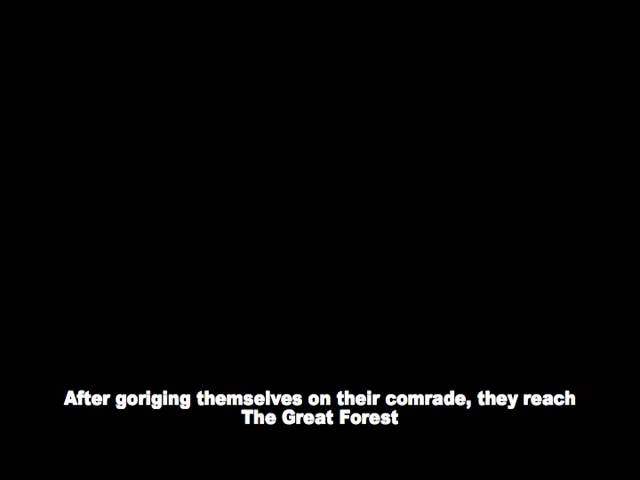 After goriging themselves on their comrade, they reach
The Great Forest